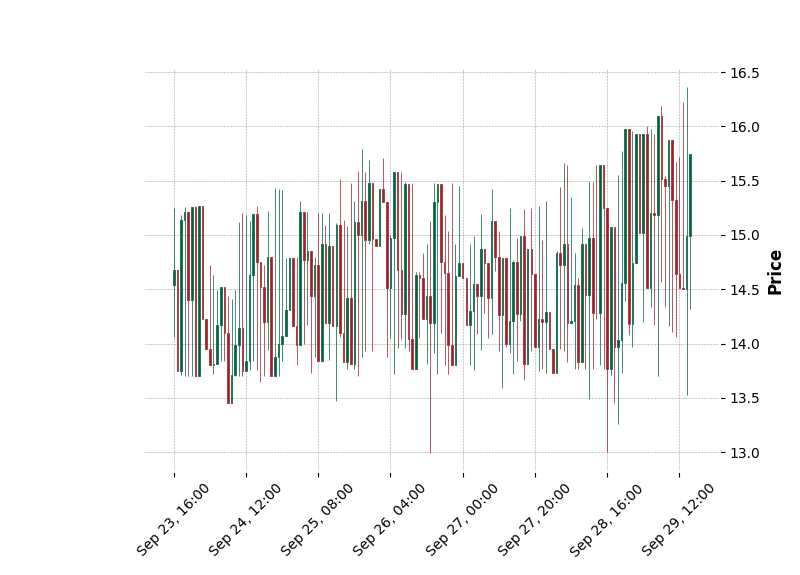 16.5
16.0
15.5
15.0
14.5
14.0
13.5
13.0
Price
Sep 23, 16:00
Sep 24, 12:00
Sep 25, 08:00
Sep 26, 04:00
Sep 27, 00:00
Sep 27, 20:00
Sep 28, 16:00
Sep 29, 12:00